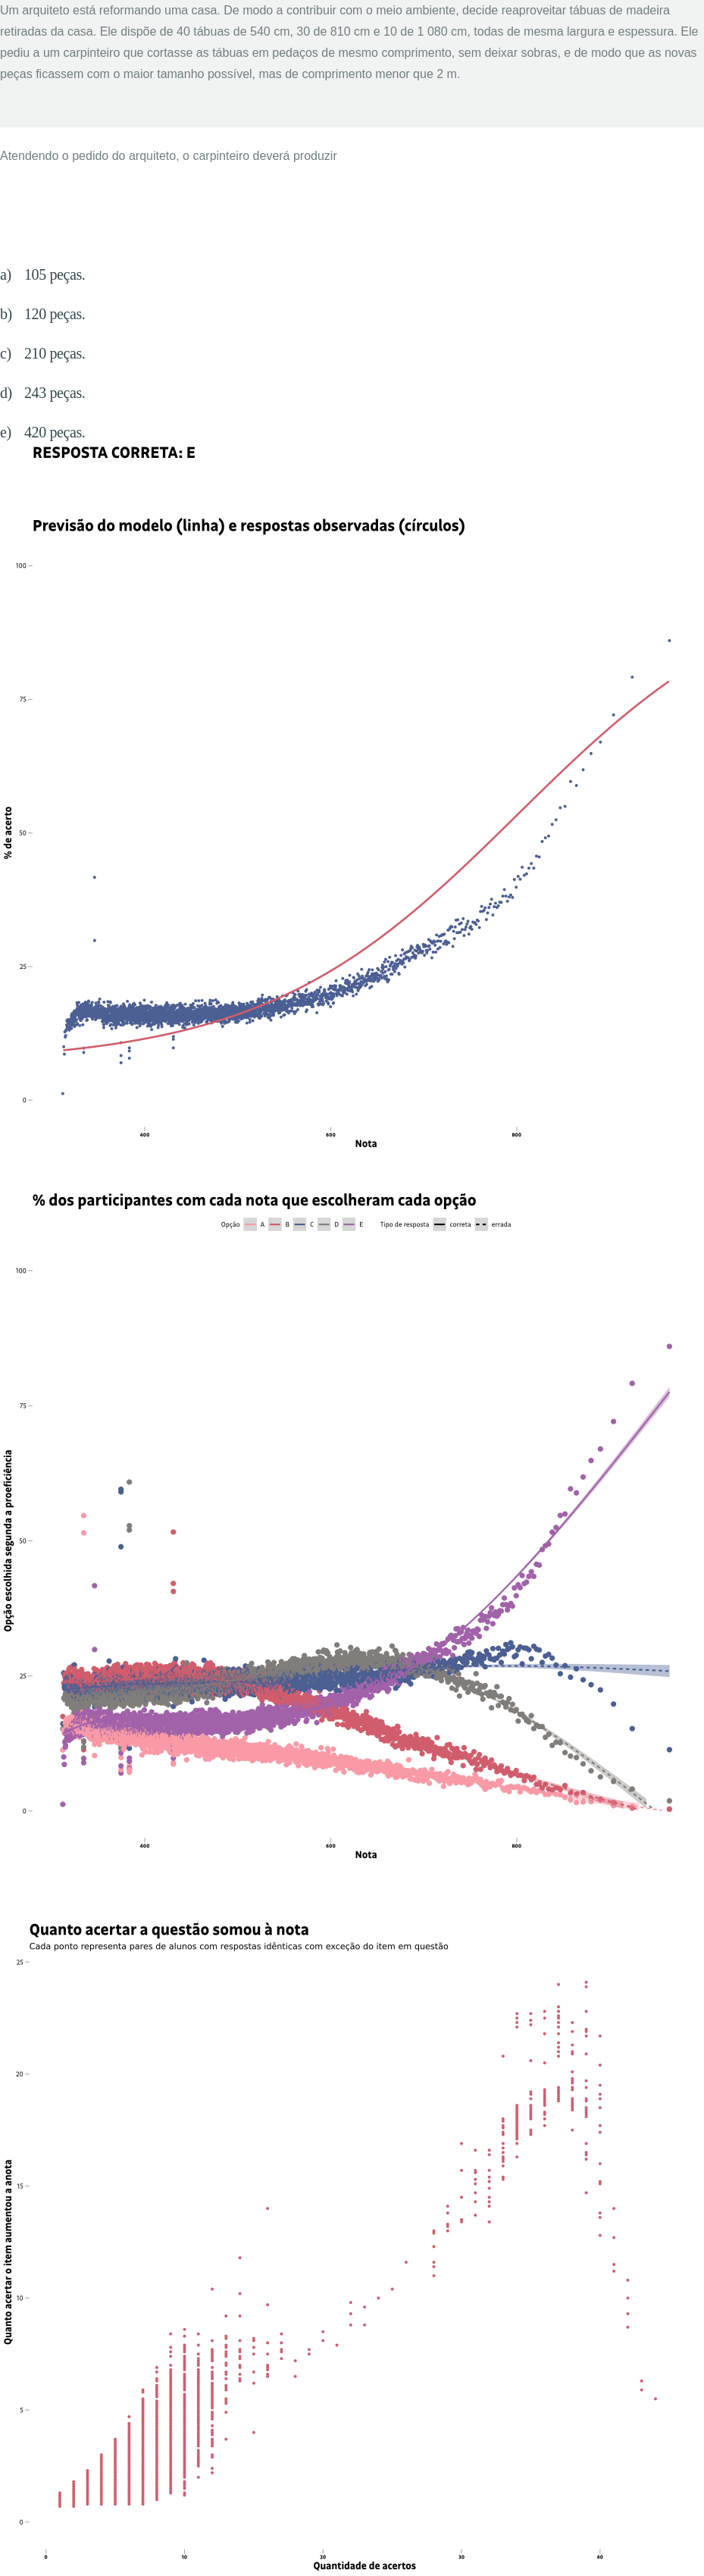 Um arquiteto está reformando uma casa. De modo a contribuir com o meio ambiente, decide reaproveitar tábuas de madeira
retiradas da casa. Ele dispõe de 40 tábuas de 540 cm, 30 de 810 cm e 10 de 1 080 cm, todas de mesma largura e espessura. Ele
pediu a um carpinteiro que cortasse as tábuas em pedaços de mesmo comprimento, sem deixar sobras, e de modo que as novas
peças ficassem com o maior tamanho possível, mas de comprimento menor que 2 m.
Atendendo o pedido do arquiteto, o carpinteiro deverá produzir
a) 105 peças.
b) 120 peças.
c) 210 peças.
d) 243 peças.
e) 420 peças.
RESPOSTA CORRETA: E
Previsão do modelo (linha) e respostas observadas (círculos)
100
75
50
25
0
% de acerto
400 600 800
Nota
% dos participantes com cada nota que escolheram cada opção
Opção A B C D E Tipo de resposta correta errada
100
75
50
25
0
Opção escolhida segunda a proeficiência
400 600 800
Nota
Quanto acertar a questão somou à nota
Cada ponto representa pares de alunos com respostas idênticas com exceção do item em questão
25
20
15
10
5
0
Quanto acertar o item aumentou a anota
0 10 20 30 40
Quantidade de acertos